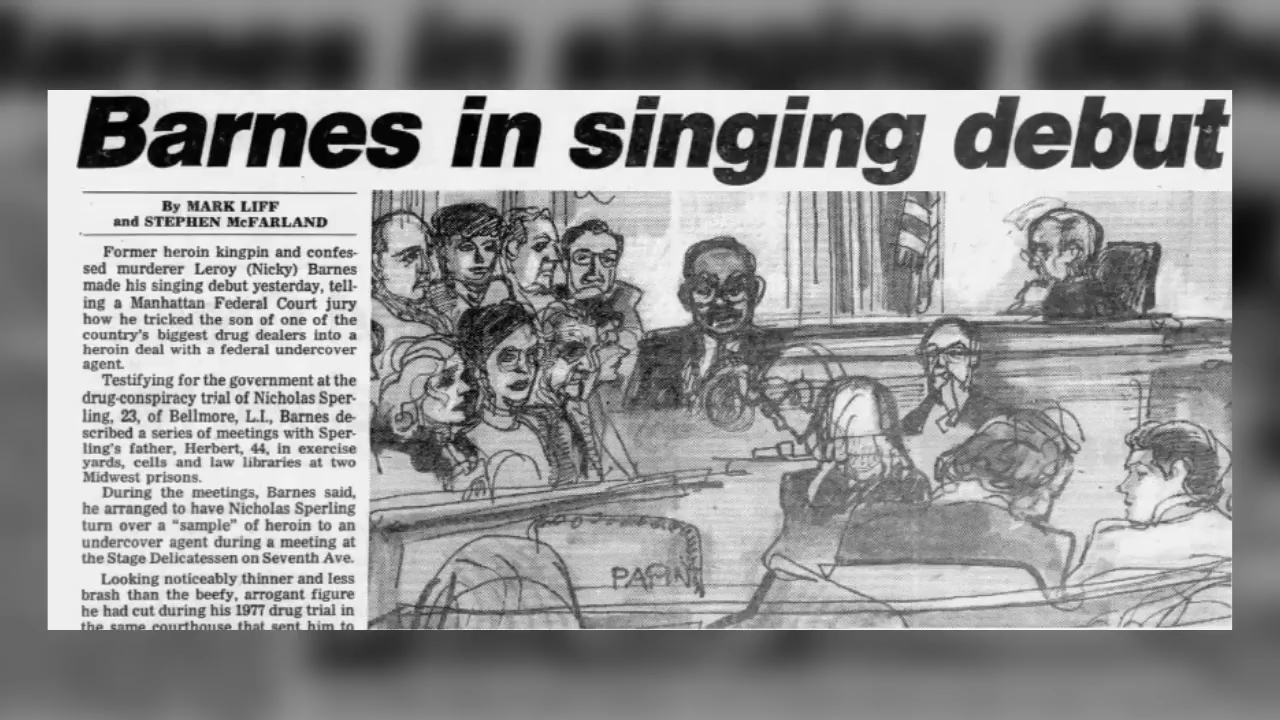 Barnes in singing debut
By MARK LIFF
and STEPHEN McFARLAND
Former heroin kingpin and confes-
sed murderer Leroy (Nicky) Barnes
made his singing debut yesterday, tell-
ing a Manhattan Federal Court jury
how he tricked the son of one of the
country's biggest drug dealers into a
heroin deal with a federal undercover
agent.
Testifying for the government at the
drug-conspiracy trial of Nicholas Sper-
ling, 23, of Bellmore, L.I., Barnes de-
scribed a series of meetings with Sper-
ling's father, Herbert, 44, in exercise
yards, cells and law libraries at two
Midwest prisons.
During the meetings, Barnes said,
he arranged to have Nicholas Sperling
turn over a “sample” of heroin to an
undercover agent during a meeting at
the Stage Delicatessen on Seventh Ave.
Looking noticeably thinner and less
brash than the beefy, arrogant figure
he had cut during his 1977 drug trial in
the same courthouse that sent him to